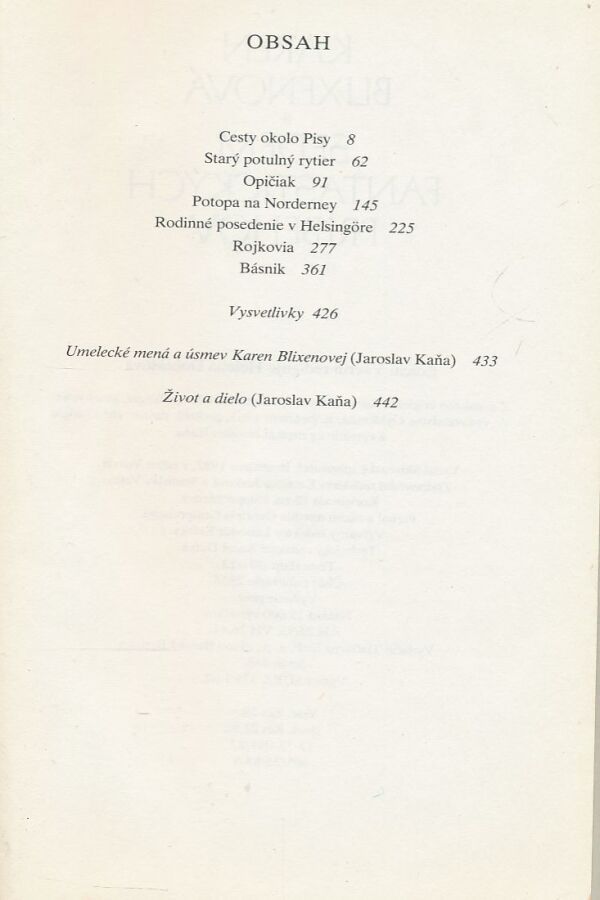 OBSAH
Cesty okolo Pisy 8
Starý potulný rytier 62
Opičiak 91
Potopa na Norderney 145
Rodinné posedenie v Helsingöre 225
Rojkovia 277
Básnik 361
Vysvetlivky 426
Umelecké mená a úsmev Karen Blixenovej (Jaroslav Kaňa) 433
Život a dielo (Jaroslav Kaňa) 442